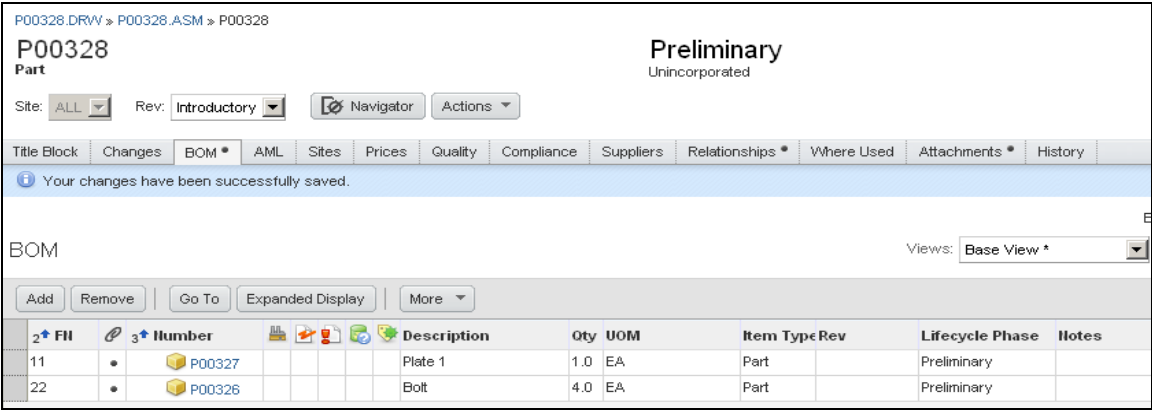 P00328.DRW » P00328.ASM » P00328
P00328 Preliminary
Part Unincorporated
Site: ALL Rev: Introductory Navigator Actions
Title Block Changes BOM • AML Sites Prices Quality Compliance Suppliers Relationships • Where Used Attachments • History
Your changes have been successfully saved.
BOM Views: Base View *
Add Remove Go To Expanded Display More
2 FN 3 Number Description Qty UOM Item Type Rev Lifecycle Phase Notes
11 • P00327 Plate 1 1.0 EA Part Preliminary
22 • P00326 Bolt 4.0 EA Part Preliminary